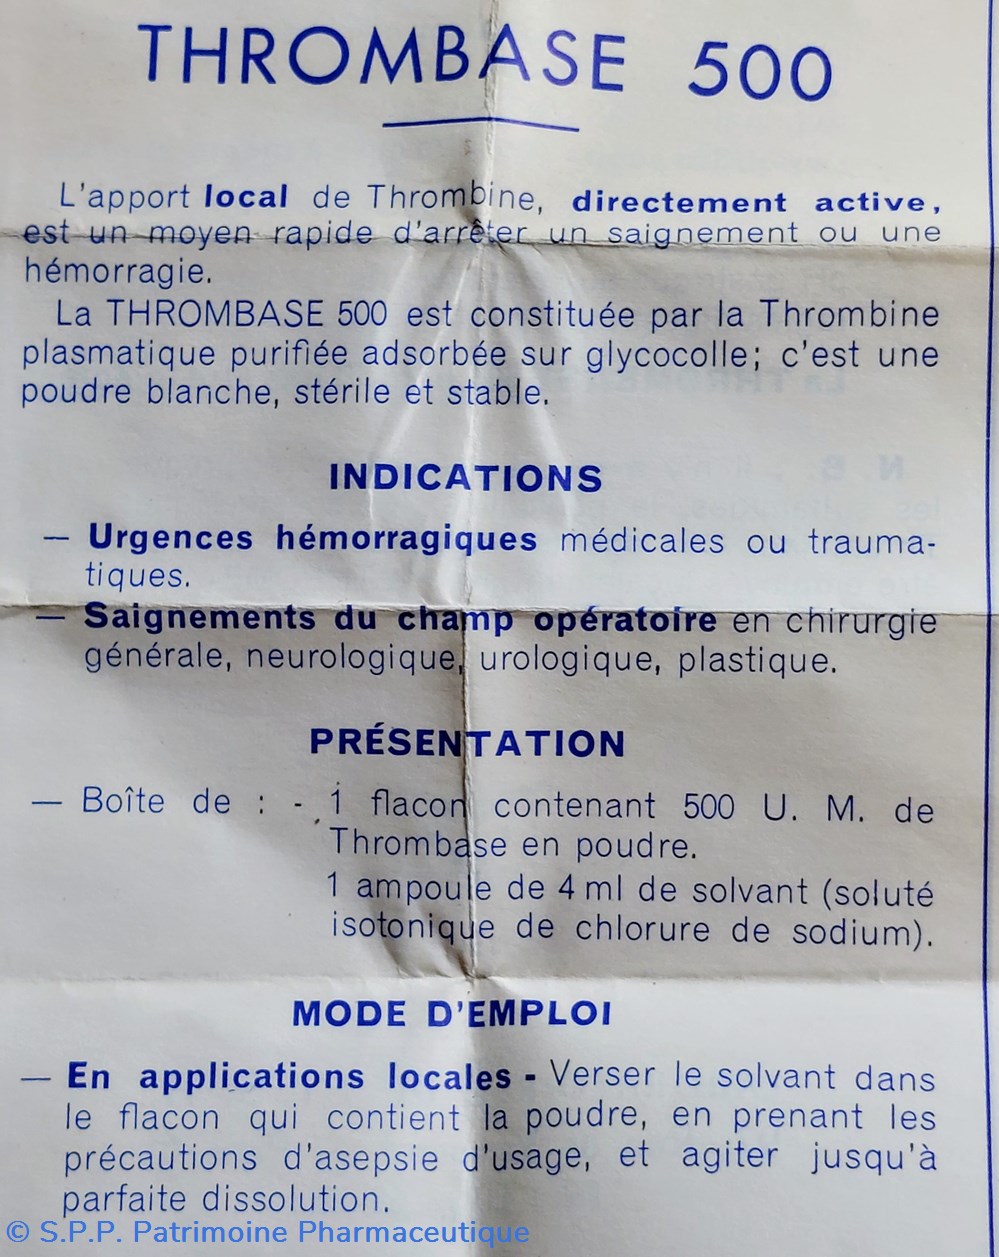 THROMBASE 500
L'apport local de Thrombine, directement active,
est un moyen rapide d'arrêter un saignement ou une
hémorragie.
La THROMBASE 500 est constituée par la Thrombine
plasmatique purifiée adsorbée sur glycocolle; c'est une
poudre blanche, stérile et stable.
INDICATIONS
— Urgences hémorragiques médicales ou trauma-
tiques.
— Saignements du champ opératoire en chirurgie
générale, neurologique, urologique, plastique.
PRÉSENTATION
— Boîte de : - 1 flacon contenant 500 U. M. de
Thrombase en poudre.
1 ampoule de 4 ml de solvant (soluté
isotonique de chlorure de sodium).
MODE D'EMPLOI
— En applications locales - Verser le solvant dans
le flacon qui contient la poudre, en prenant les
précautions d'asepsie d'usage, et agiter jusqu'à
parfaite dissolution.
© S.P.P. Patrimoine Pharmaceutique